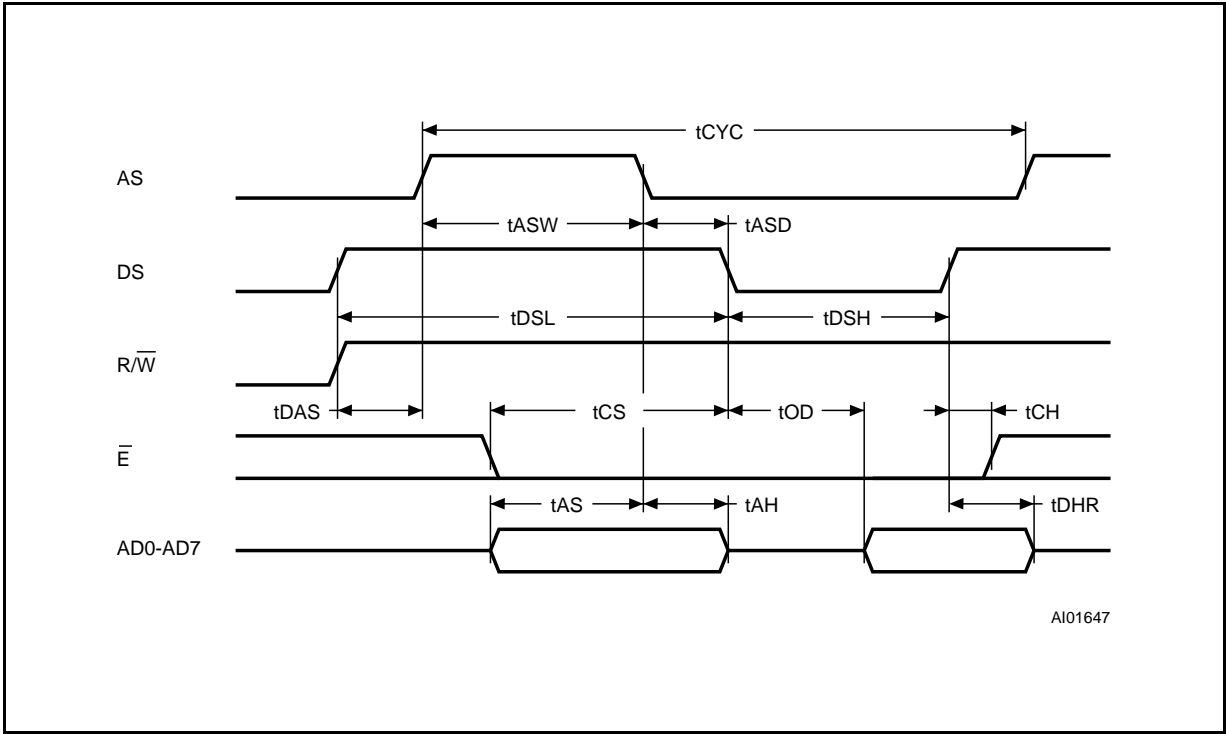 tCYC
AS
tASW
tASD
DS
tDSL
tDSH
R/W̅
tDAS
tCS
tOD
tCH
E̅
tAS
tAH
tDHR
AD0-AD7
AI01647